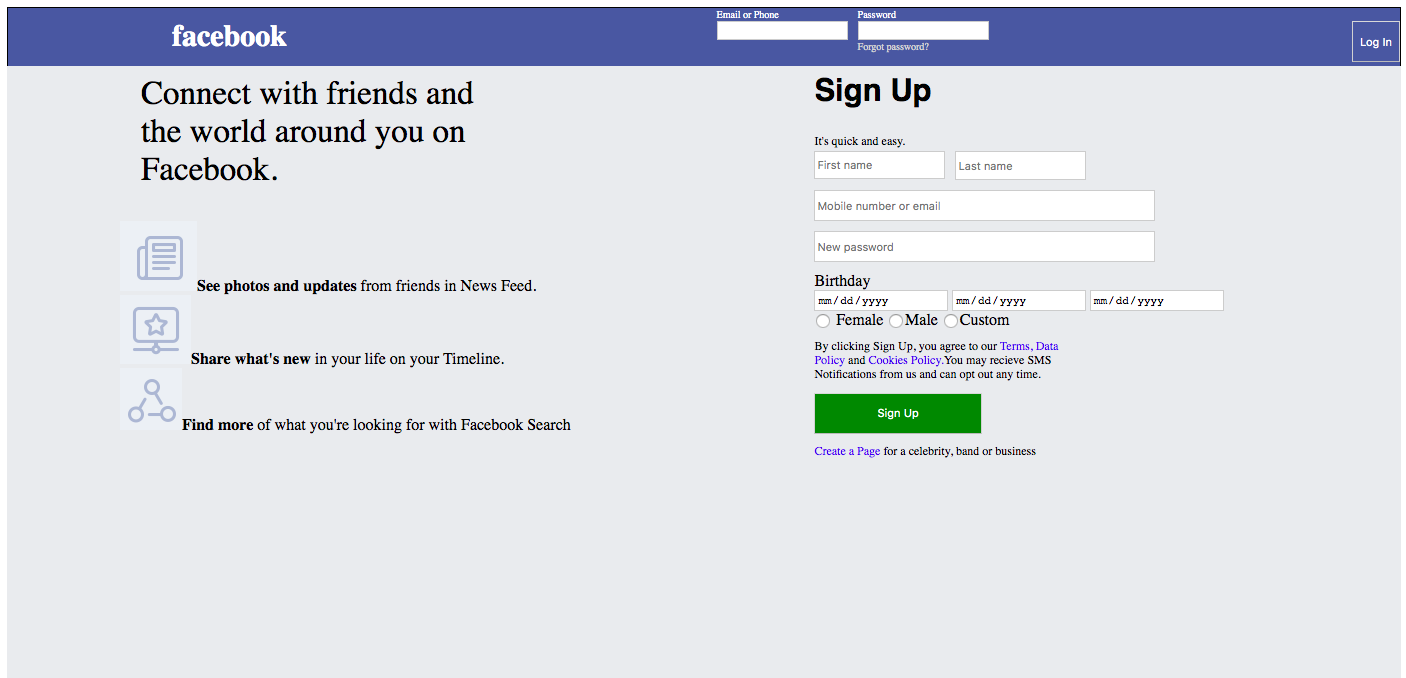 facebook
Email or Phone
Password
Forgot password?
Log In
Connect with friends and
the world around you on
Facebook.
See photos and updates from friends in News Feed.
Share what's new in your life on your Timeline.
Find more of what you're looking for with Facebook Search
Sign Up
It's quick and easy.
First name
Last name
Mobile number or email
New password
Birthday
mm/dd/yyyy mm/dd/yyyy mm/dd/yyyy
Female Male Custom
By clicking Sign Up, you agree to our Terms, Data
Policy and Cookies Policy.You may recieve SMS
Notifications from us and can opt out any time.
Sign Up
Create a Page for a celebrity, band or business